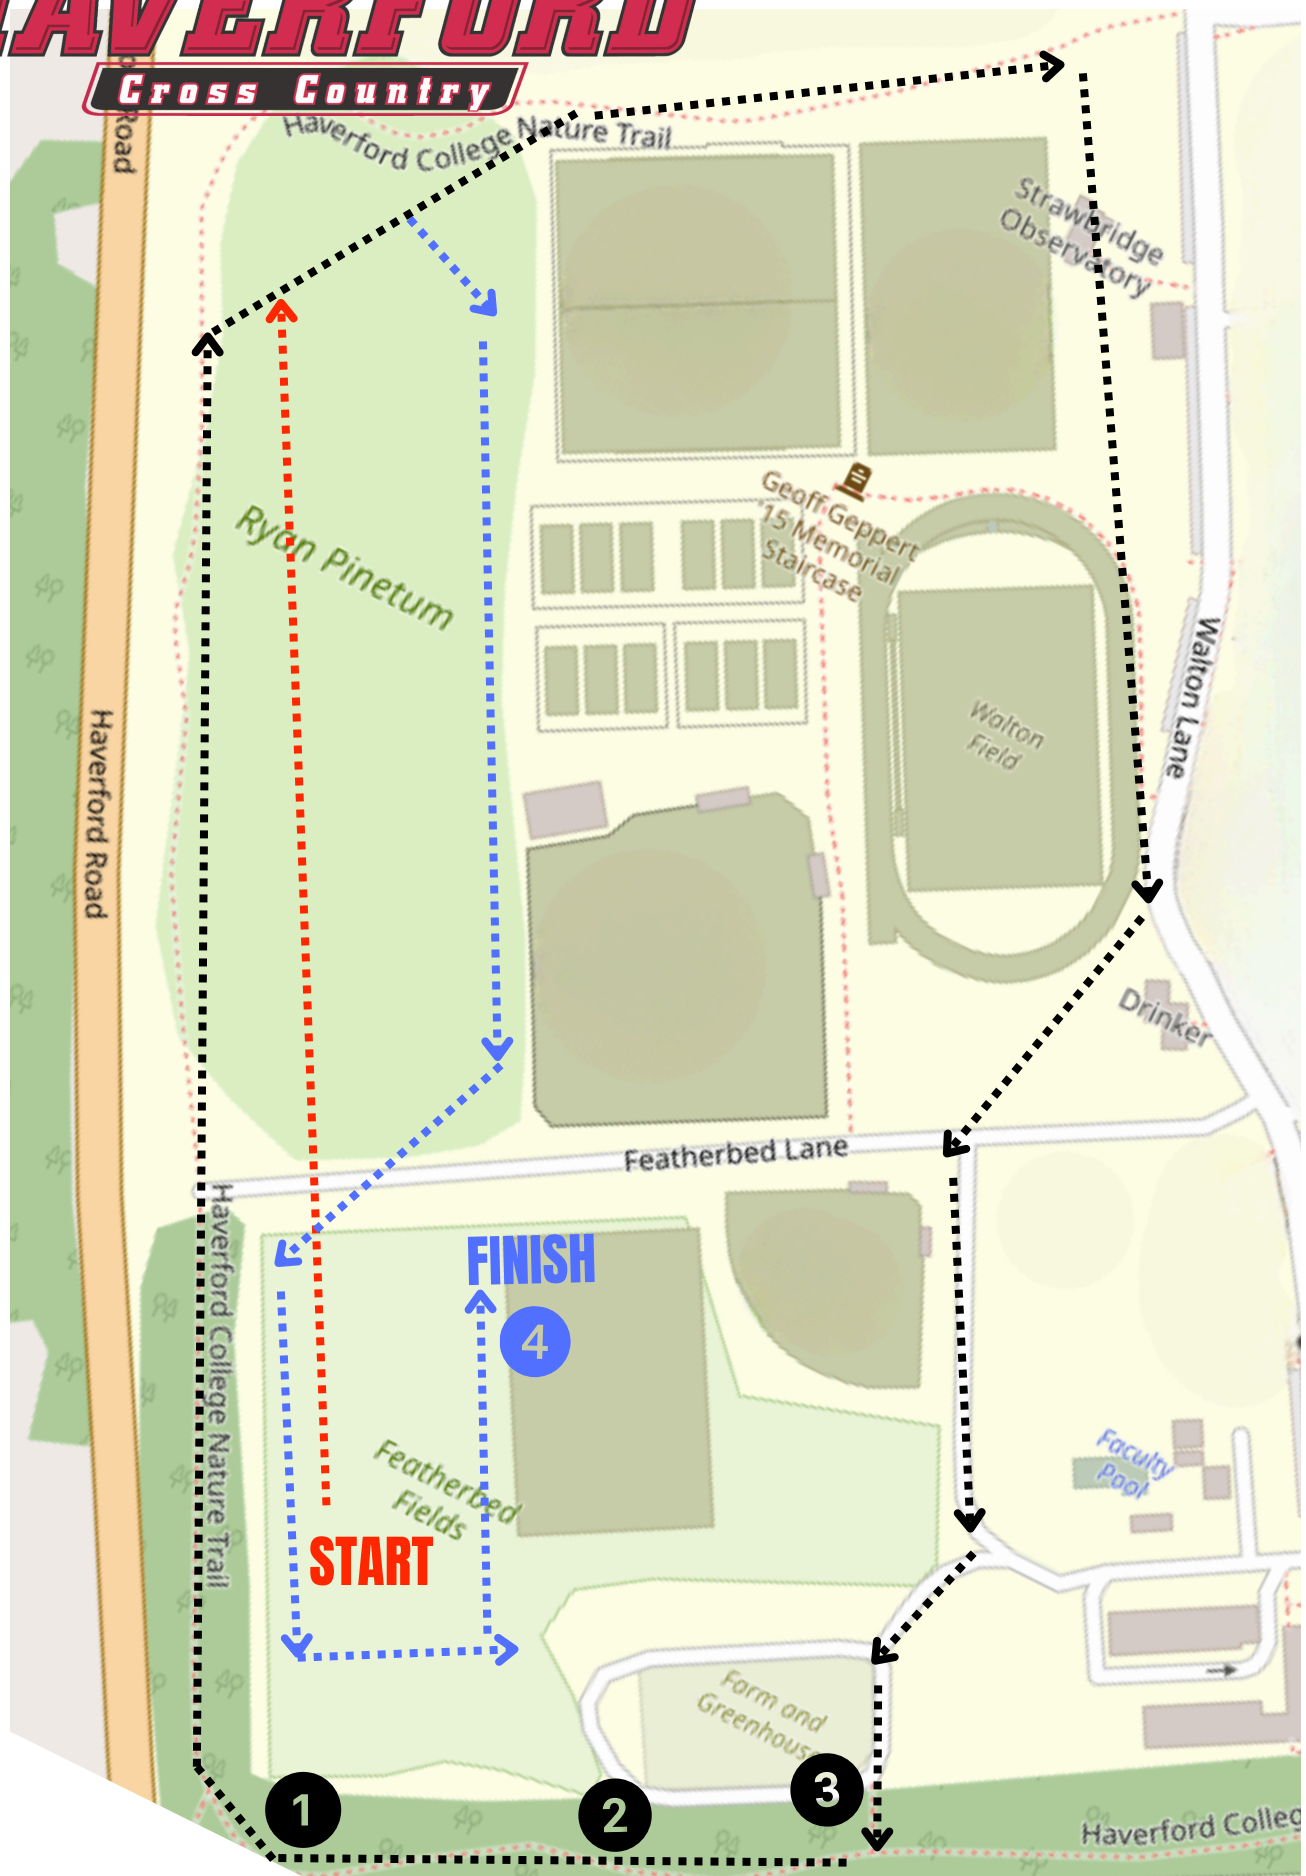 HAVERFORD
Cross Country
Road
Haverford College Nature Trail
Strawbridge
Observatory
Geoff Geppert
'15 Memorial
Staircase
Ryan Pinetum
Walton
Field
Walton Lane
Haverford Road
Drinker
Featherbed Lane
Haverford College Nature Trail
FINISH
4
Featherbed
Fields
START
Faculty
Pool
Farm and
Greenhouse
1
2
3
Haverford Colleg